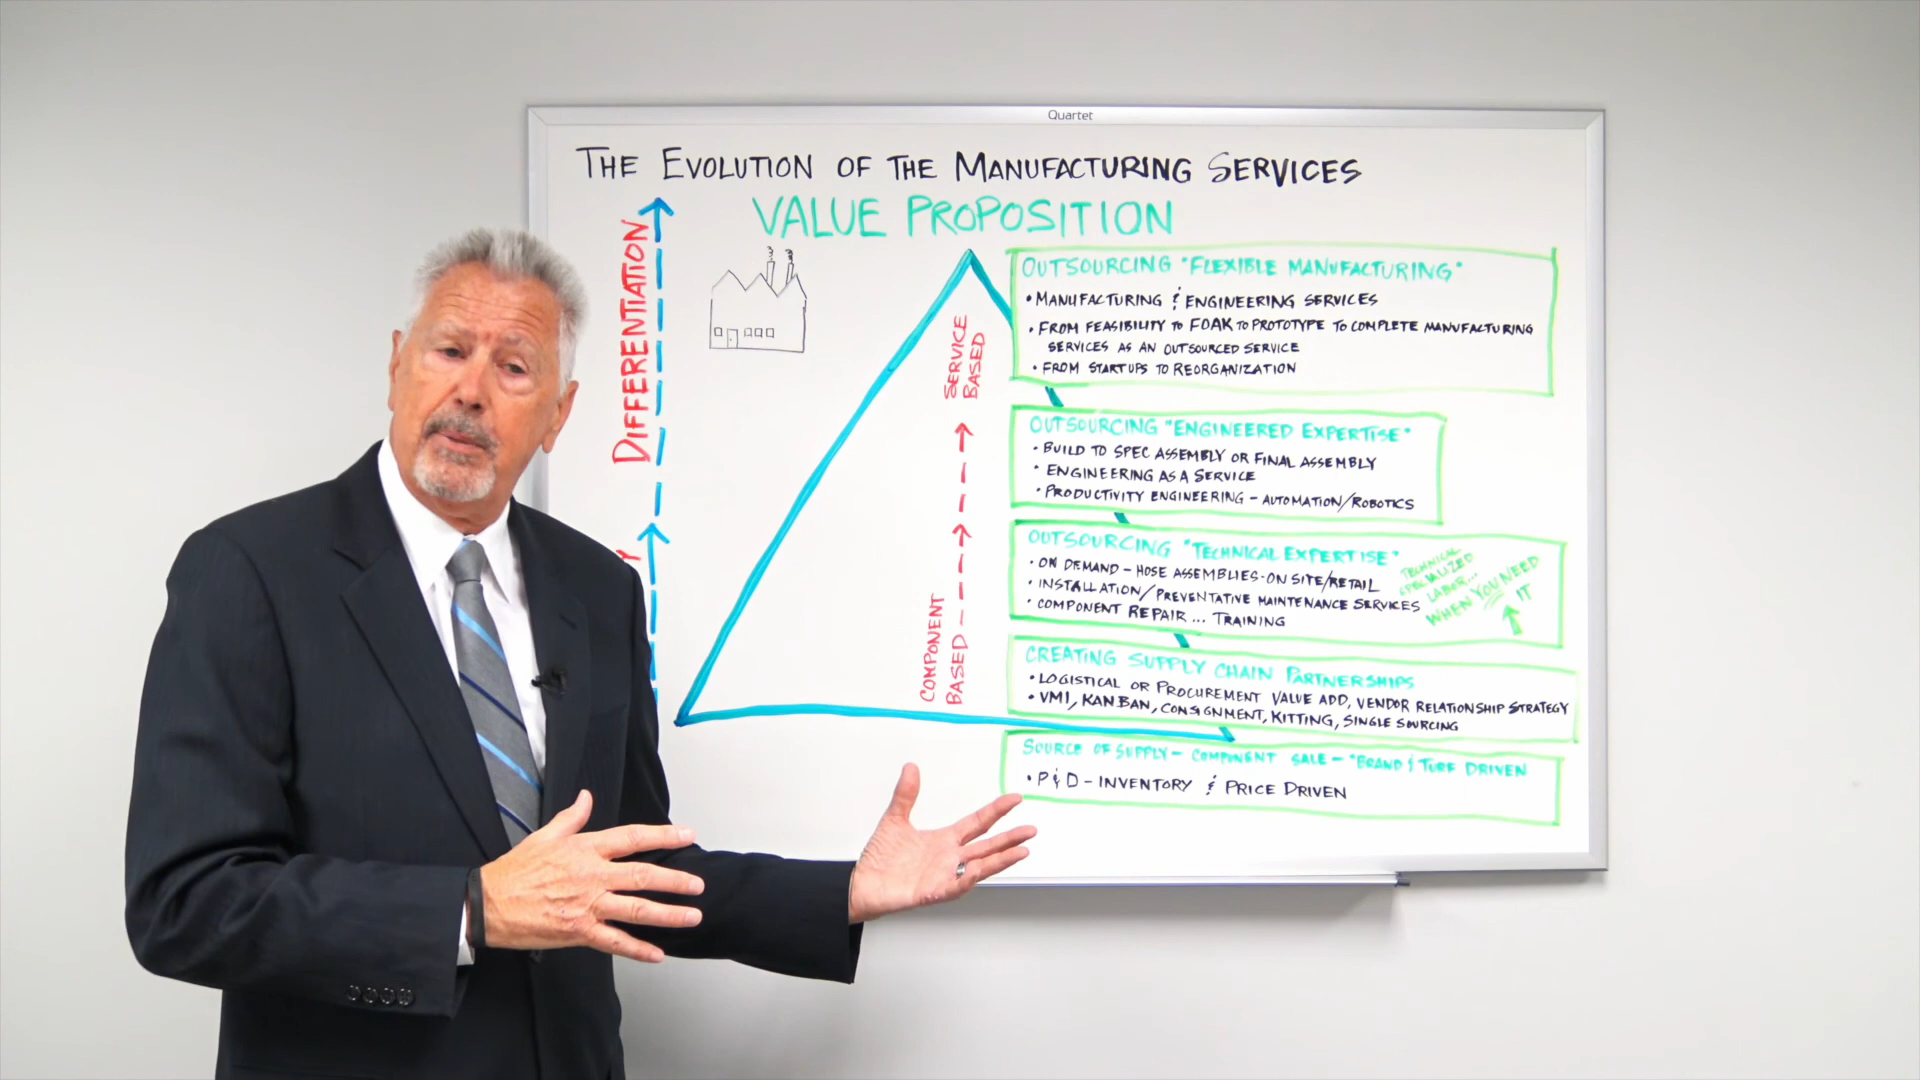 Quartet
THE EVOLUTION OF THE MANUFACTURING SERVICES
VALUE PROPOSITION
DIFFERENTIATION
SERVICE
BASED
COMPONENT
BASED
OUTSOURCING "FLEXIBLE MANUFACTURING"
• MANUFACTURING & ENGINEERING SERVICES
• FROM FEASIBILITY TO FOAK TO PROTOTYPE TO COMPLETE MANUFACTURING
SERVICES AS AN OUTSOURCED SERVICE
• FROM STARTUPS TO REORGANIZATION
OUTSOURCING "ENGINEERED EXPERTISE"
• BUILD TO SPEC ASSEMBLY OR FINAL ASSEMBLY
• ENGINEERING AS A SERVICE
• PRODUCTIVITY ENGINEERING - AUTOMATION/ROBOTICS
OUTSOURCING "TECHNICAL EXPERTISE"
• ON DEMAND - HOSE ASSEMBLIES - ON SITE/RETAIL
• INSTALLATION/PREVENTATIVE MAINTENANCE SERVICES
• COMPONENT REPAIR... TRAINING
TECHNICAL
SPECIALIZED
LABOR...
WHEN YOU NEED
IT
CREATING SUPPLY CHAIN PARTNERSHIPS
• LOGISTICAL OR PROCUREMENT VALUE ADD, VENDOR RELATIONSHIP STRATEGY
• VMI, KANBAN, CONSIGNMENT, KITTING, SINGLE SOURCING
SOURCE OF SUPPLY - COMPONENT SALE - "BRAND & TURF DRIVEN
• P & D - INVENTORY & PRICE DRIVEN